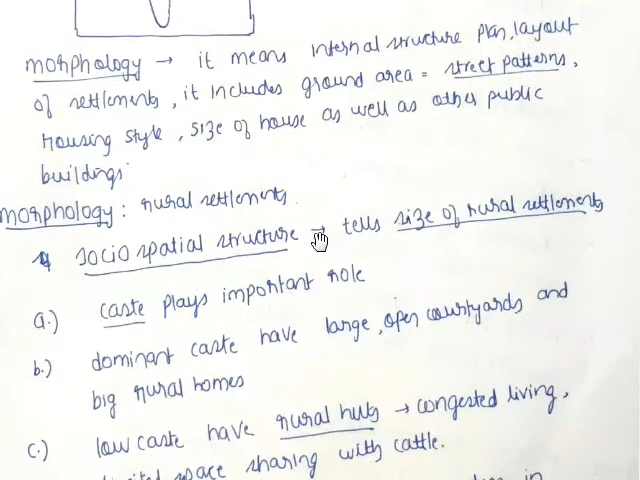 morphology → it means internal structure plan, layout
of settlements, it includes ground area = street patterns,
Housing style, size of house as well as other public
buildings
morphology: rural settlements.
socio spatial structure → tells size of rural settlements
a.) caste plays important role
b.) dominant caste have large, open courtyards and
big rural homes
c.) low caste have rural huts → congested living,
space sharing with cattle.
in